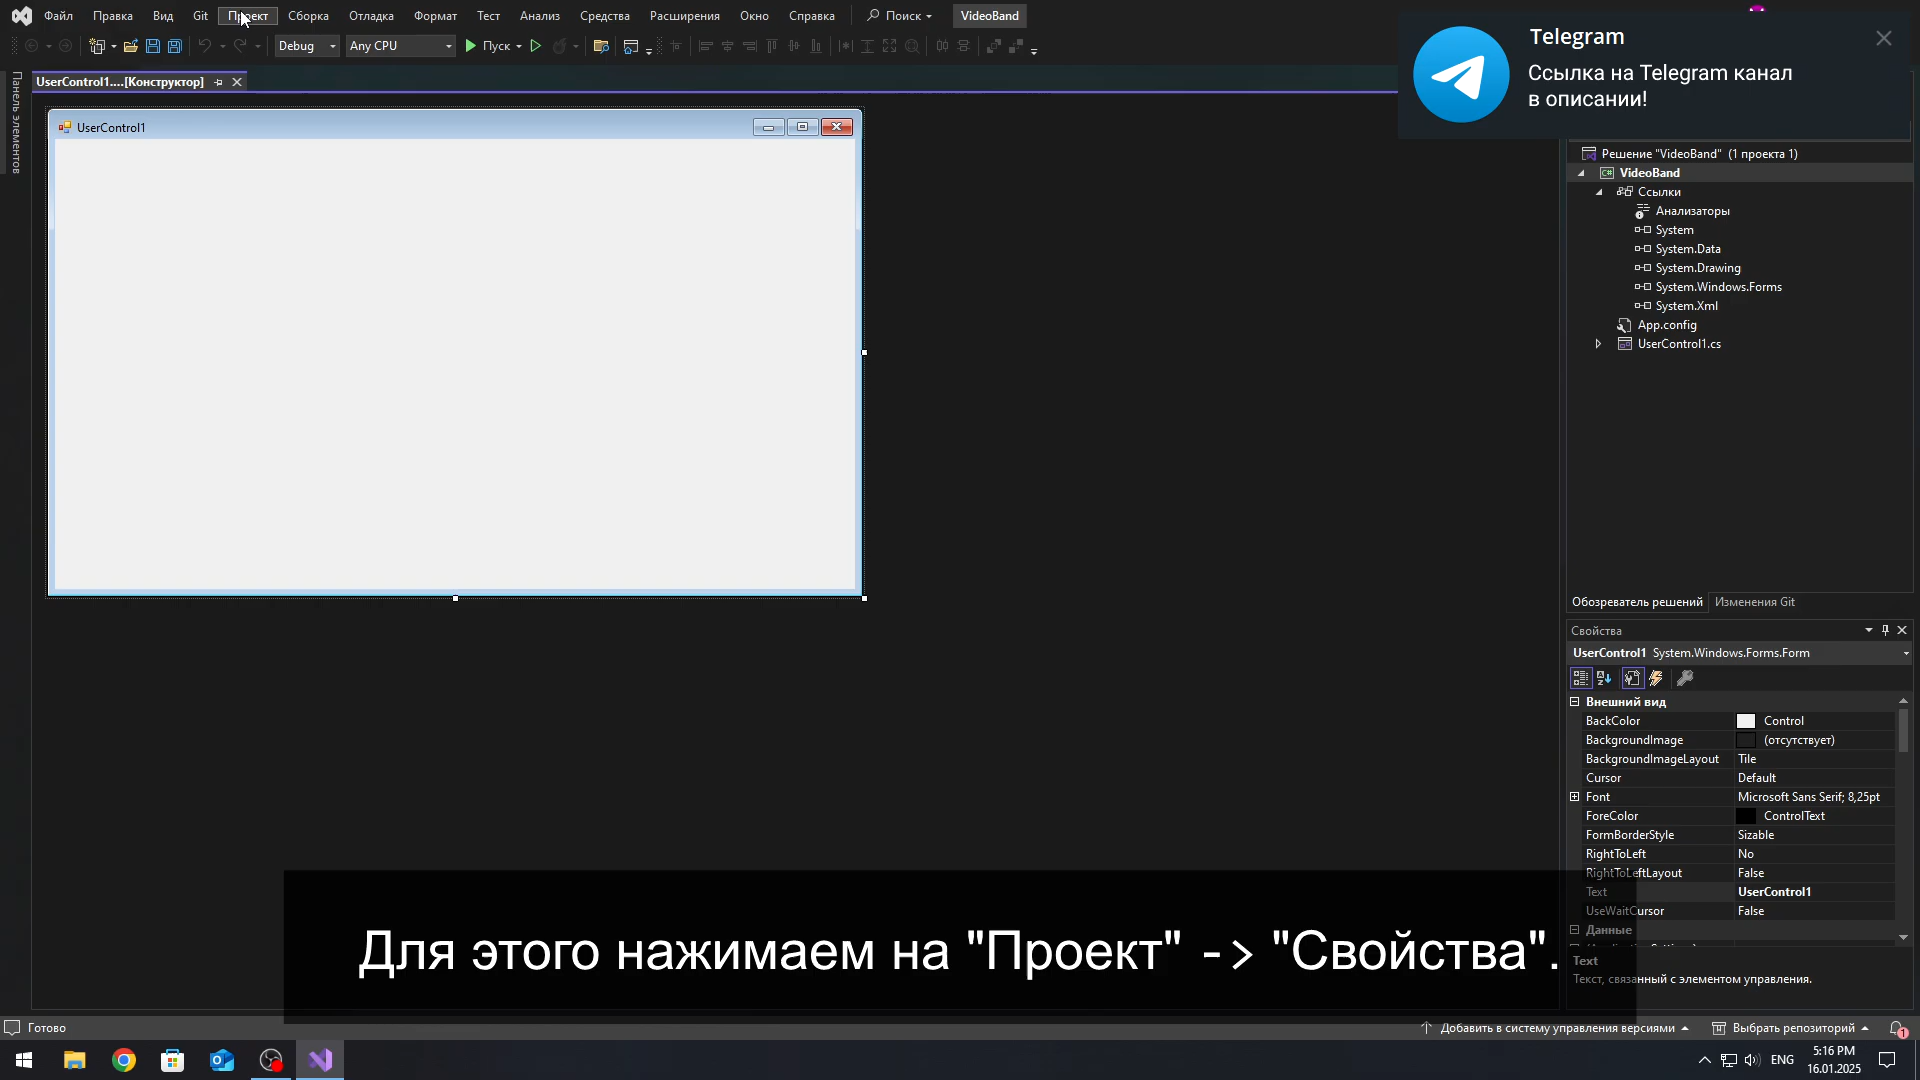 Файл Правка Вид Git Проект Сборка Отладка Формат Тест Анализ Средства Расширения Окно Справка Поиск VideoBand
Debug Any CPU Пуск
Telegram
Ссылка на Telegram канал
в описании!
Панель элементов
UserControl1....[Конструктор]
UserControl1
Решение "VideoBand" (1 проекта 1)
VideoBand
Ссылки
Анализаторы
System
System.Data
System.Drawing
System.Windows.Forms
System.Xml
App.config
UserControl1.cs
Обозреватель решений Изменения Git
Свойства
UserControl1 System.Windows.Forms.Form
Внешний вид
BackColor Control
BackgroundImage (отсутствует)
BackgroundImageLayout Tile
Cursor Default
Font Microsoft Sans Serif; 8,25pt
ForeColor ControlText
FormBorderStyle Sizable
RightToLeft No
RightToLeftLayout False
Text UserControl1
UseWaitCursor False
Данные
Text
Текст, связанный с элементом управления.
Для этого нажимаем на "Проект" -> "Свойства".
Готово
Добавить в систему управления версиями Выбрать репозиторий 1
ENG 5:16 PM
16.01.2025